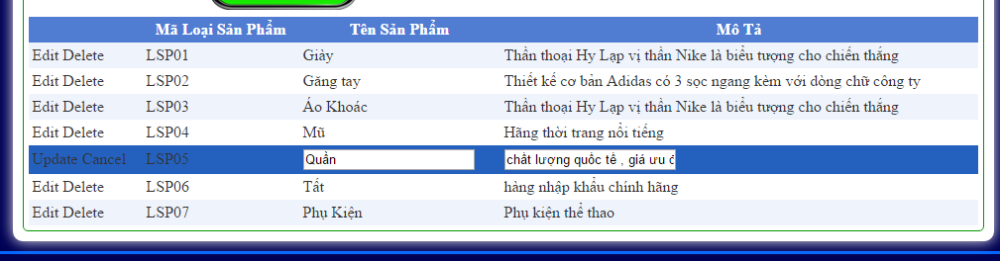 Mã Loại Sản Phẩm Tên Sản Phẩm Mô Tả
Edit Delete LSP01 Giày Thần thoại Hy Lạp vị thần Nike là biểu tượng cho chiến thắng
Edit Delete LSP02 Găng tay Thiết kế cơ bản Adidas có 3 sọc ngang kèm với dòng chữ công ty
Edit Delete LSP03 Áo Khoác Thần thoại Hy Lạp vị thần Nike là biểu tượng cho chiến thắng
Edit Delete LSP04 Mũ Hãng thời trang nổi tiếng
Update Cancel LSP05 Quần chất lượng quốc tế , giá ưu
Edit Delete LSP06 Tất hàng nhập khẩu chính hãng
Edit Delete LSP07 Phụ Kiện Phụ kiện thể thao